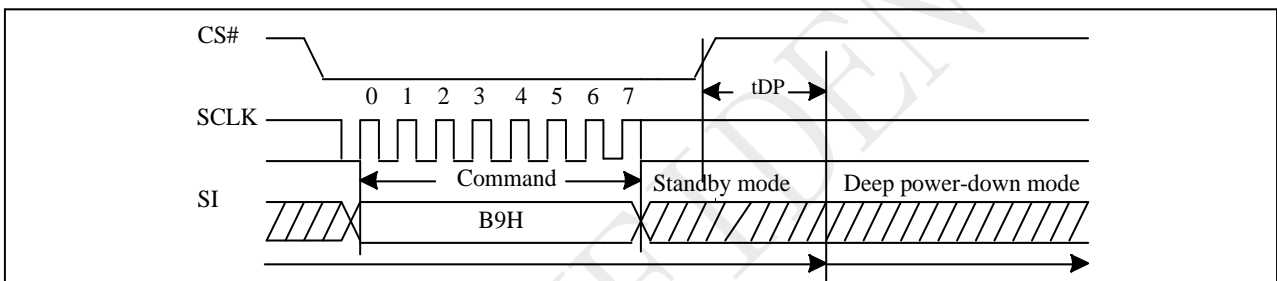 CS#
tDP
0 1 2 3 4 5 6 7
SCLK
Command
Standby mode
Deep power-down mode
SI
B9H